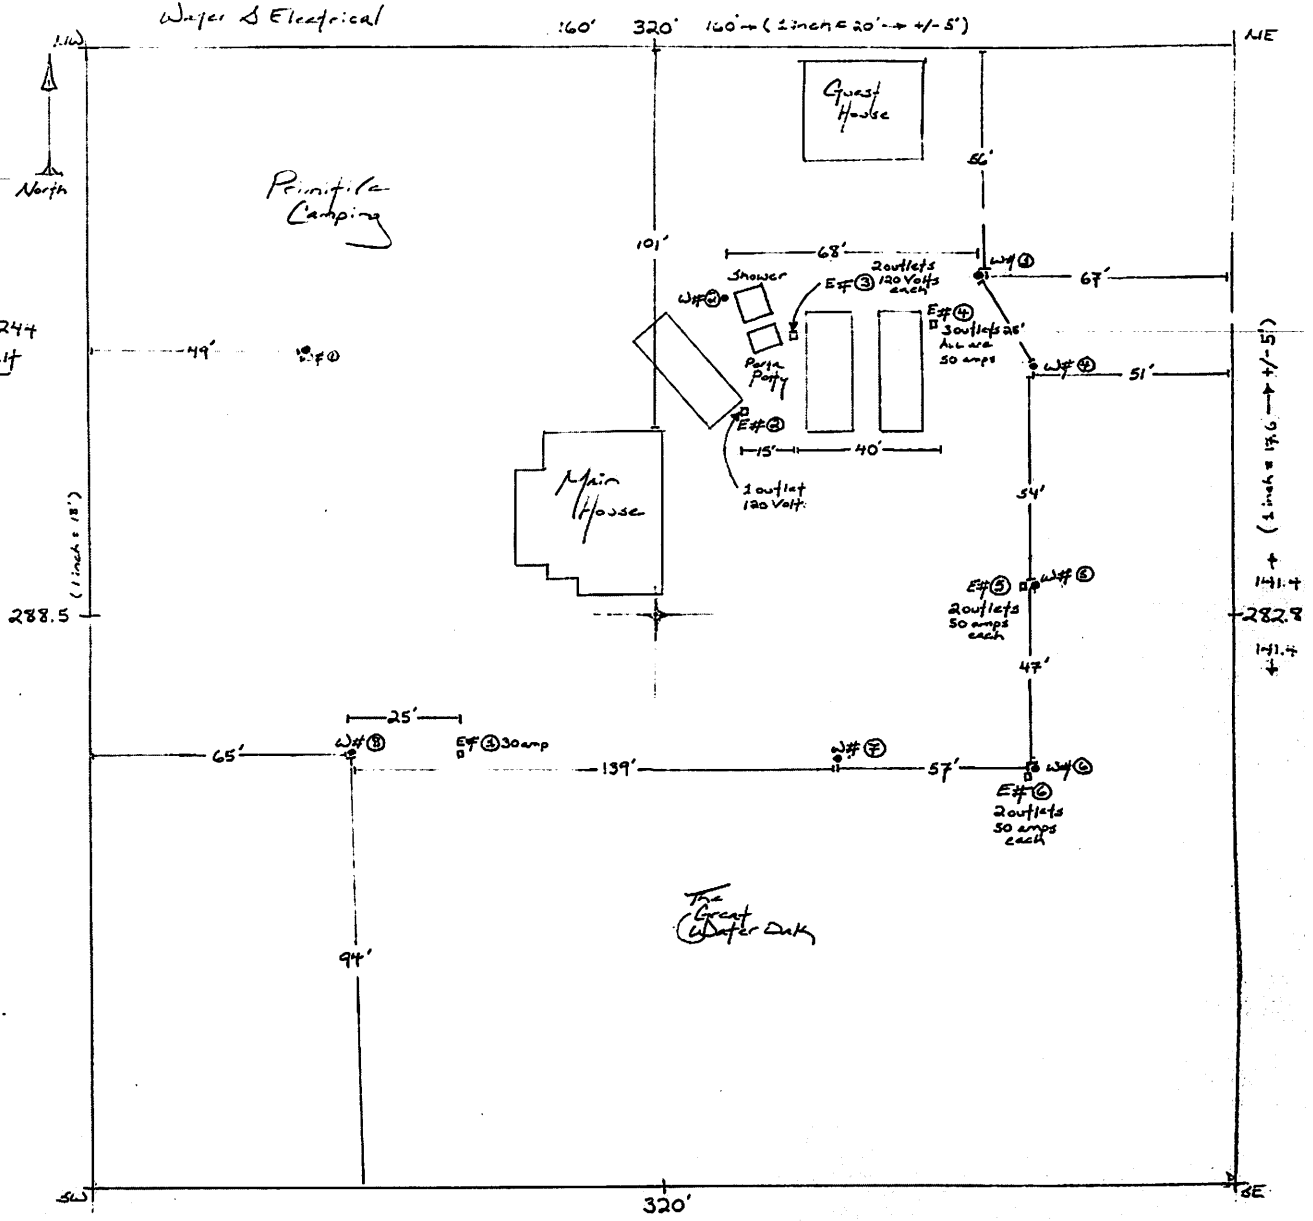 Water & Electrical
160' 320' 160' → (1 inch = 20' → +/-5')
NW
NE
North
Primitive
Camping
Guest
House
56'
101'
68'
W#③
67'
Shower
E#③
2 outlets
120 Volts
each
W#②
E#④
3 outlets 25'
ALL are
50 amps
244
49'
W#①
Porta
Potty
W#④
51'
E#②
15'
40'
1 outlet
120 Volt
Main
House
54'
(1 inch = 18')
(1 inch = 17.6 → +/-5')
288.5
E#⑤
W#⑤
2 outlets
50 amps
each
141.4
282.8
141.4
47'
25'
65'
W#⑧
E#① 30 amp
W#⑦
139'
57'
W#⑥
E#⑥
2 outlets
50 amps
each
The
Great
Water Oak
94'
SW
320'
SE